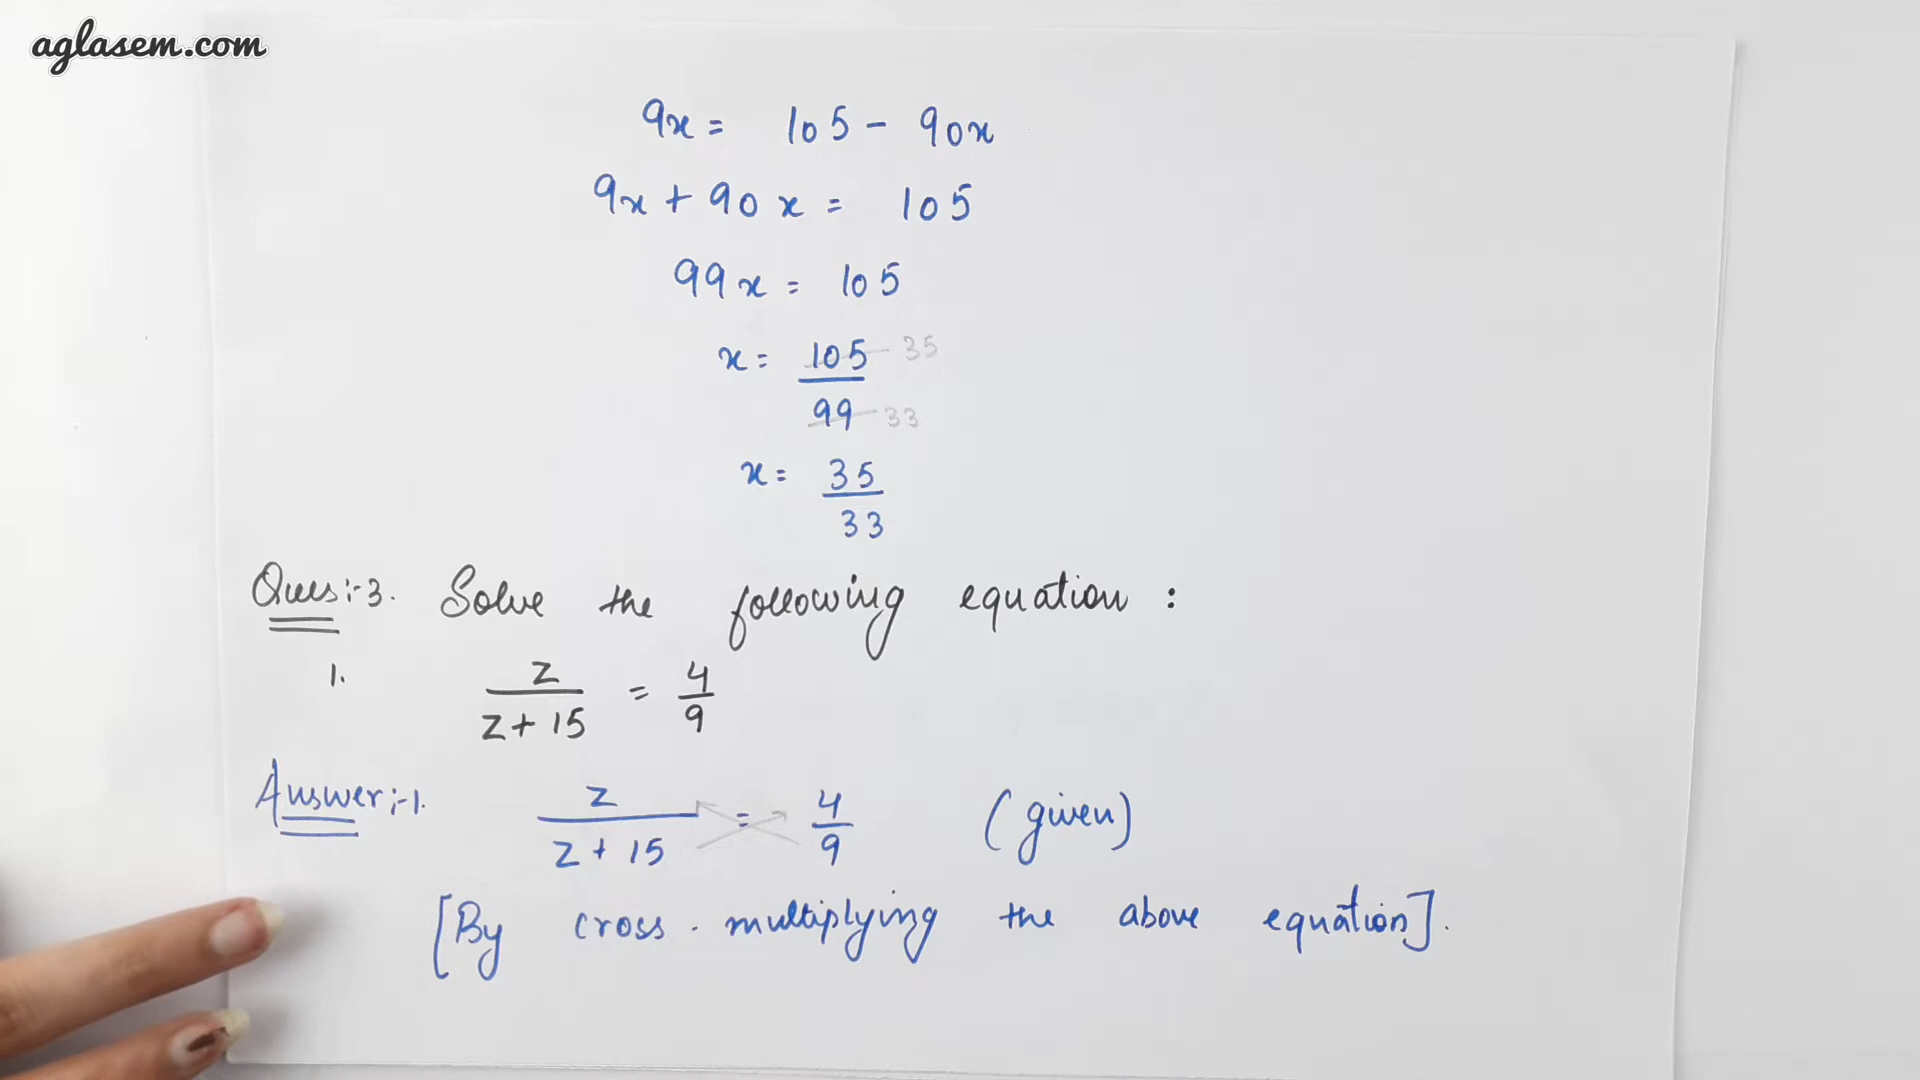 aglasem.com
9x = 105 - 90x
9x + 90x = 105
99x = 105
x = 105/99 35 33
x = 35/33
Ques:-3. Solve the following equation :
1. z/(z+15) = 4/9
Answer:-1. z/(z+15) = 4/9 (given)
[By cross-multiplying the above equation].